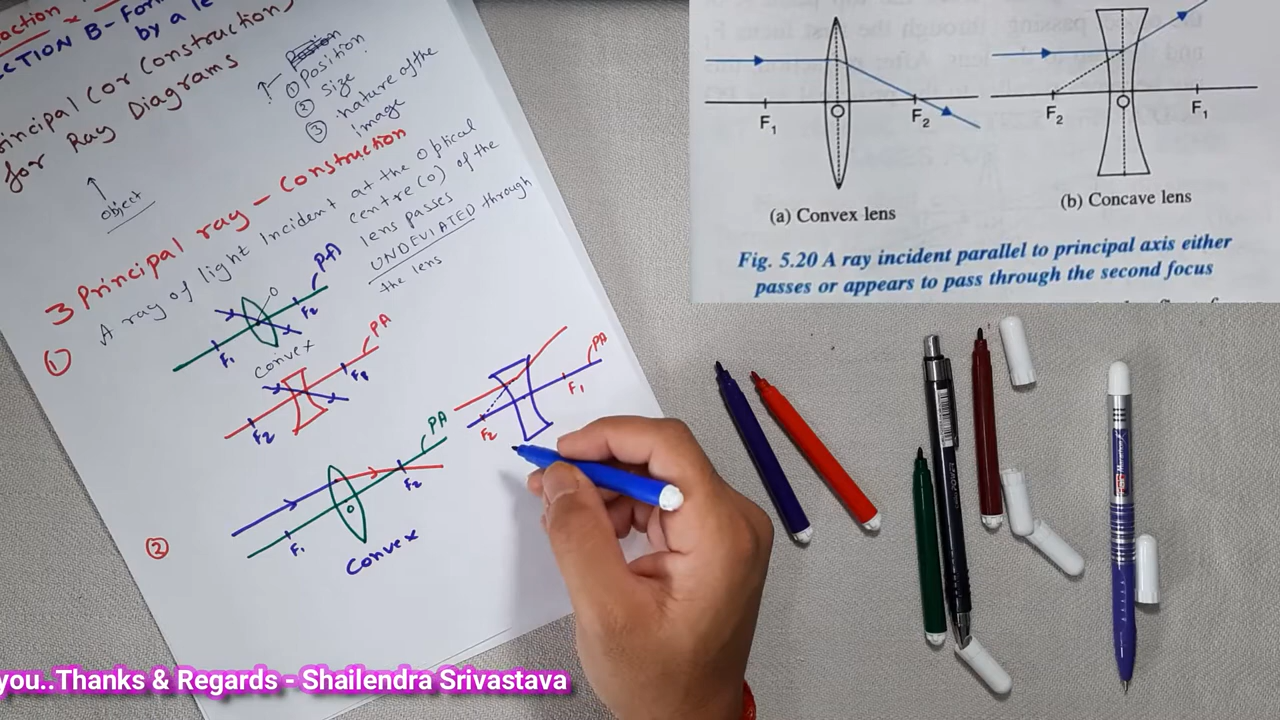 by a le
Principal (or Construction)
for Ray Diagrams
Position
① Position
② size
③ nature of the
image
object
3 Principal ray - Construction
① A ray of light Incident at the optical
centre (O) of the
lens passes
UNDEVIATED through
the lens
O
PA
F₁
F₂
Convex
PA
F₂
②
PA
O
F₁
F₂
Convex
PA
F₂
F₁
F₁
O
F₂
(a) Convex lens
F₂
O
F₁
(b) Concave lens
Fig. 5.20 A ray incident parallel to principal axis either
passes or appears to pass through the second focus
you..Thanks & Regards - Shailendra Srivastava